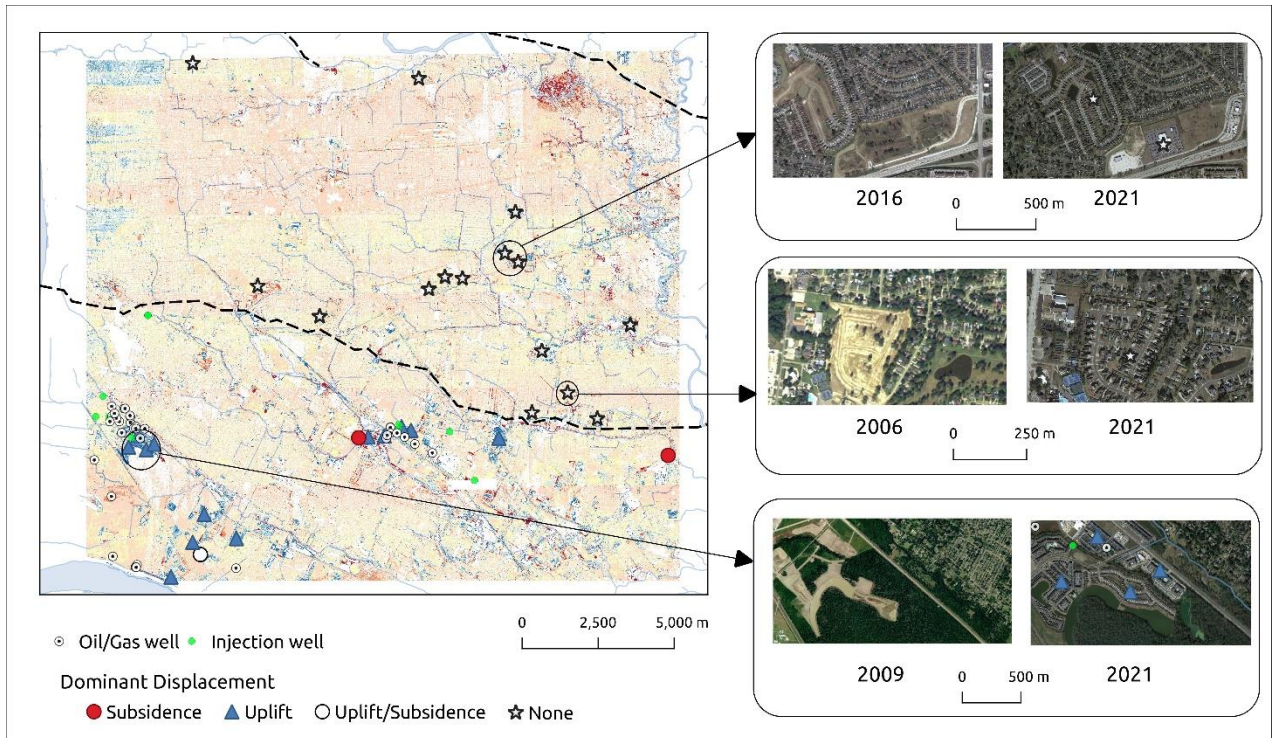 2016
0
500 m
2021
2006
0
250 m
2021
2009
0
500 m
2021
Oil/Gas well
Injection well
0
2,500
5,000 m
Dominant Displacement
Subsidence
Uplift
Uplift/Subsidence
None